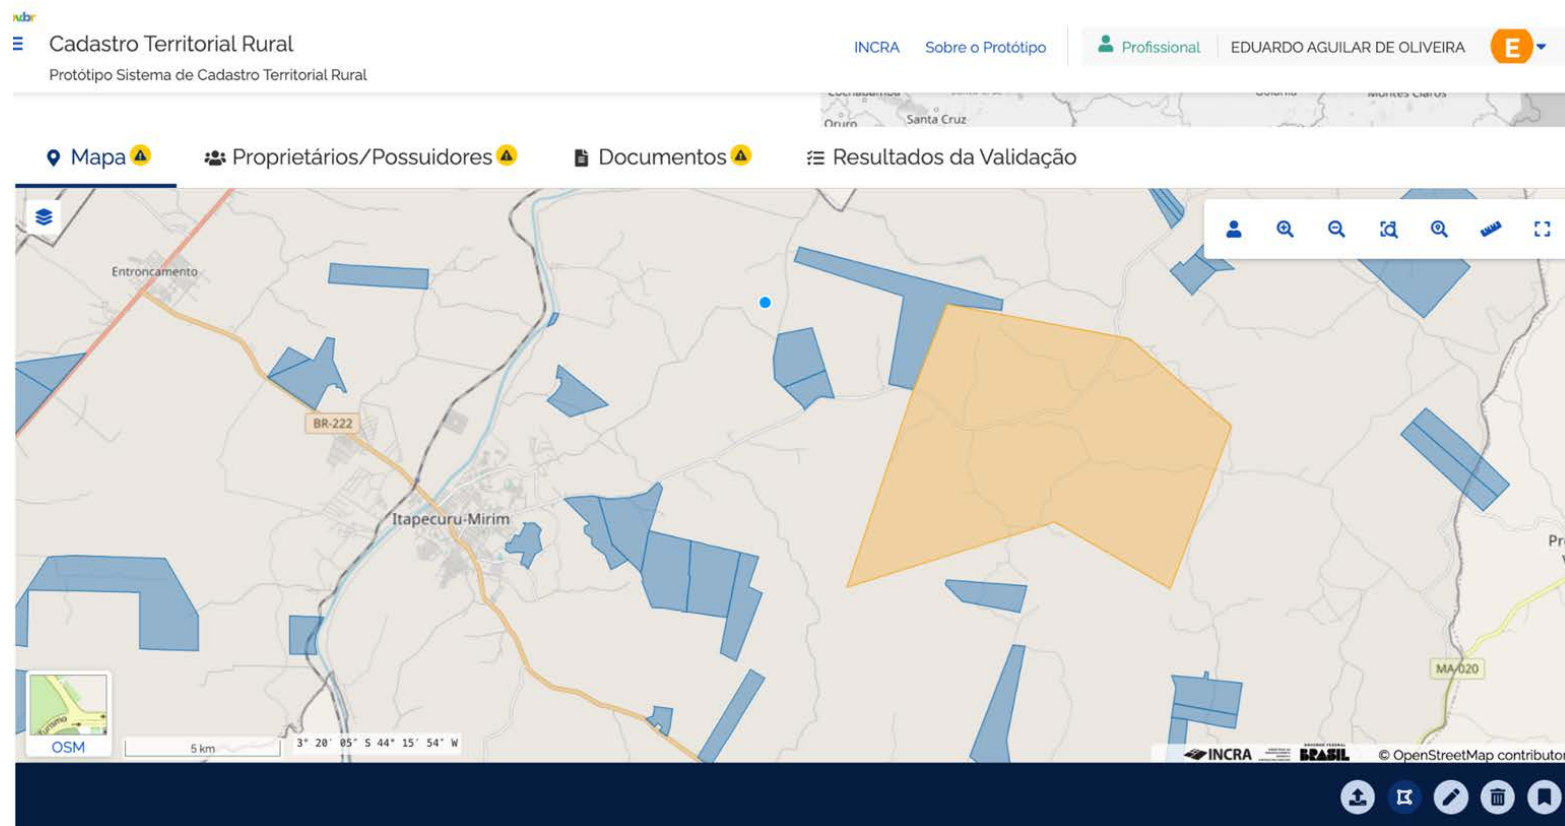 Cadastro Territorial Rural
Protótipo Sistema de Cadastro Territorial Rural
INCRA Sobre o Protótipo Profissional EDUARDO AGUILAR DE OLIVEIRA E
Santa Cruz
Oruro
Mapa Proprietários/Possuidores Documentos Resultados da Validação
Entroncamento
BR-222
Itapecuru-Mirim
MA-020
OSM
5 km
3° 20′ 05″ S 44° 15′ 54″ W
INCRA
BRASIL
© OpenStreetMap contributor